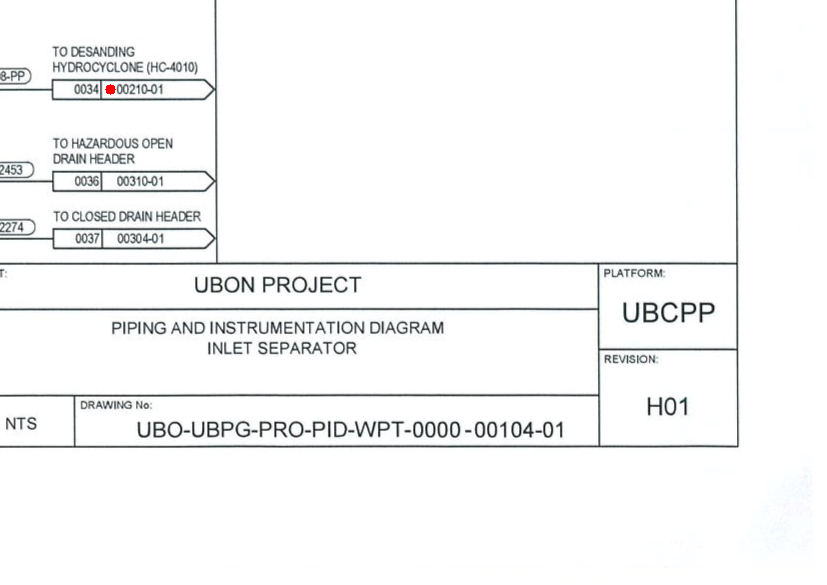 TO DESANDING
HYDROCYCLONE (HC-4010)
8-PP
0034 00210-01
TO HAZARDOUS OPEN
DRAIN HEADER
2453
0036 00310-01
TO CLOSED DRAIN HEADER
2274
0037 00304-01
T:
UBON PROJECT
PLATFORM:
UBCPP
PIPING AND INSTRUMENTATION DIAGRAM
INLET SEPARATOR
REVISION:
H01
NTS
DRAWING No:
UBO-UBPG-PRO-PID-WPT-0000-00104-01